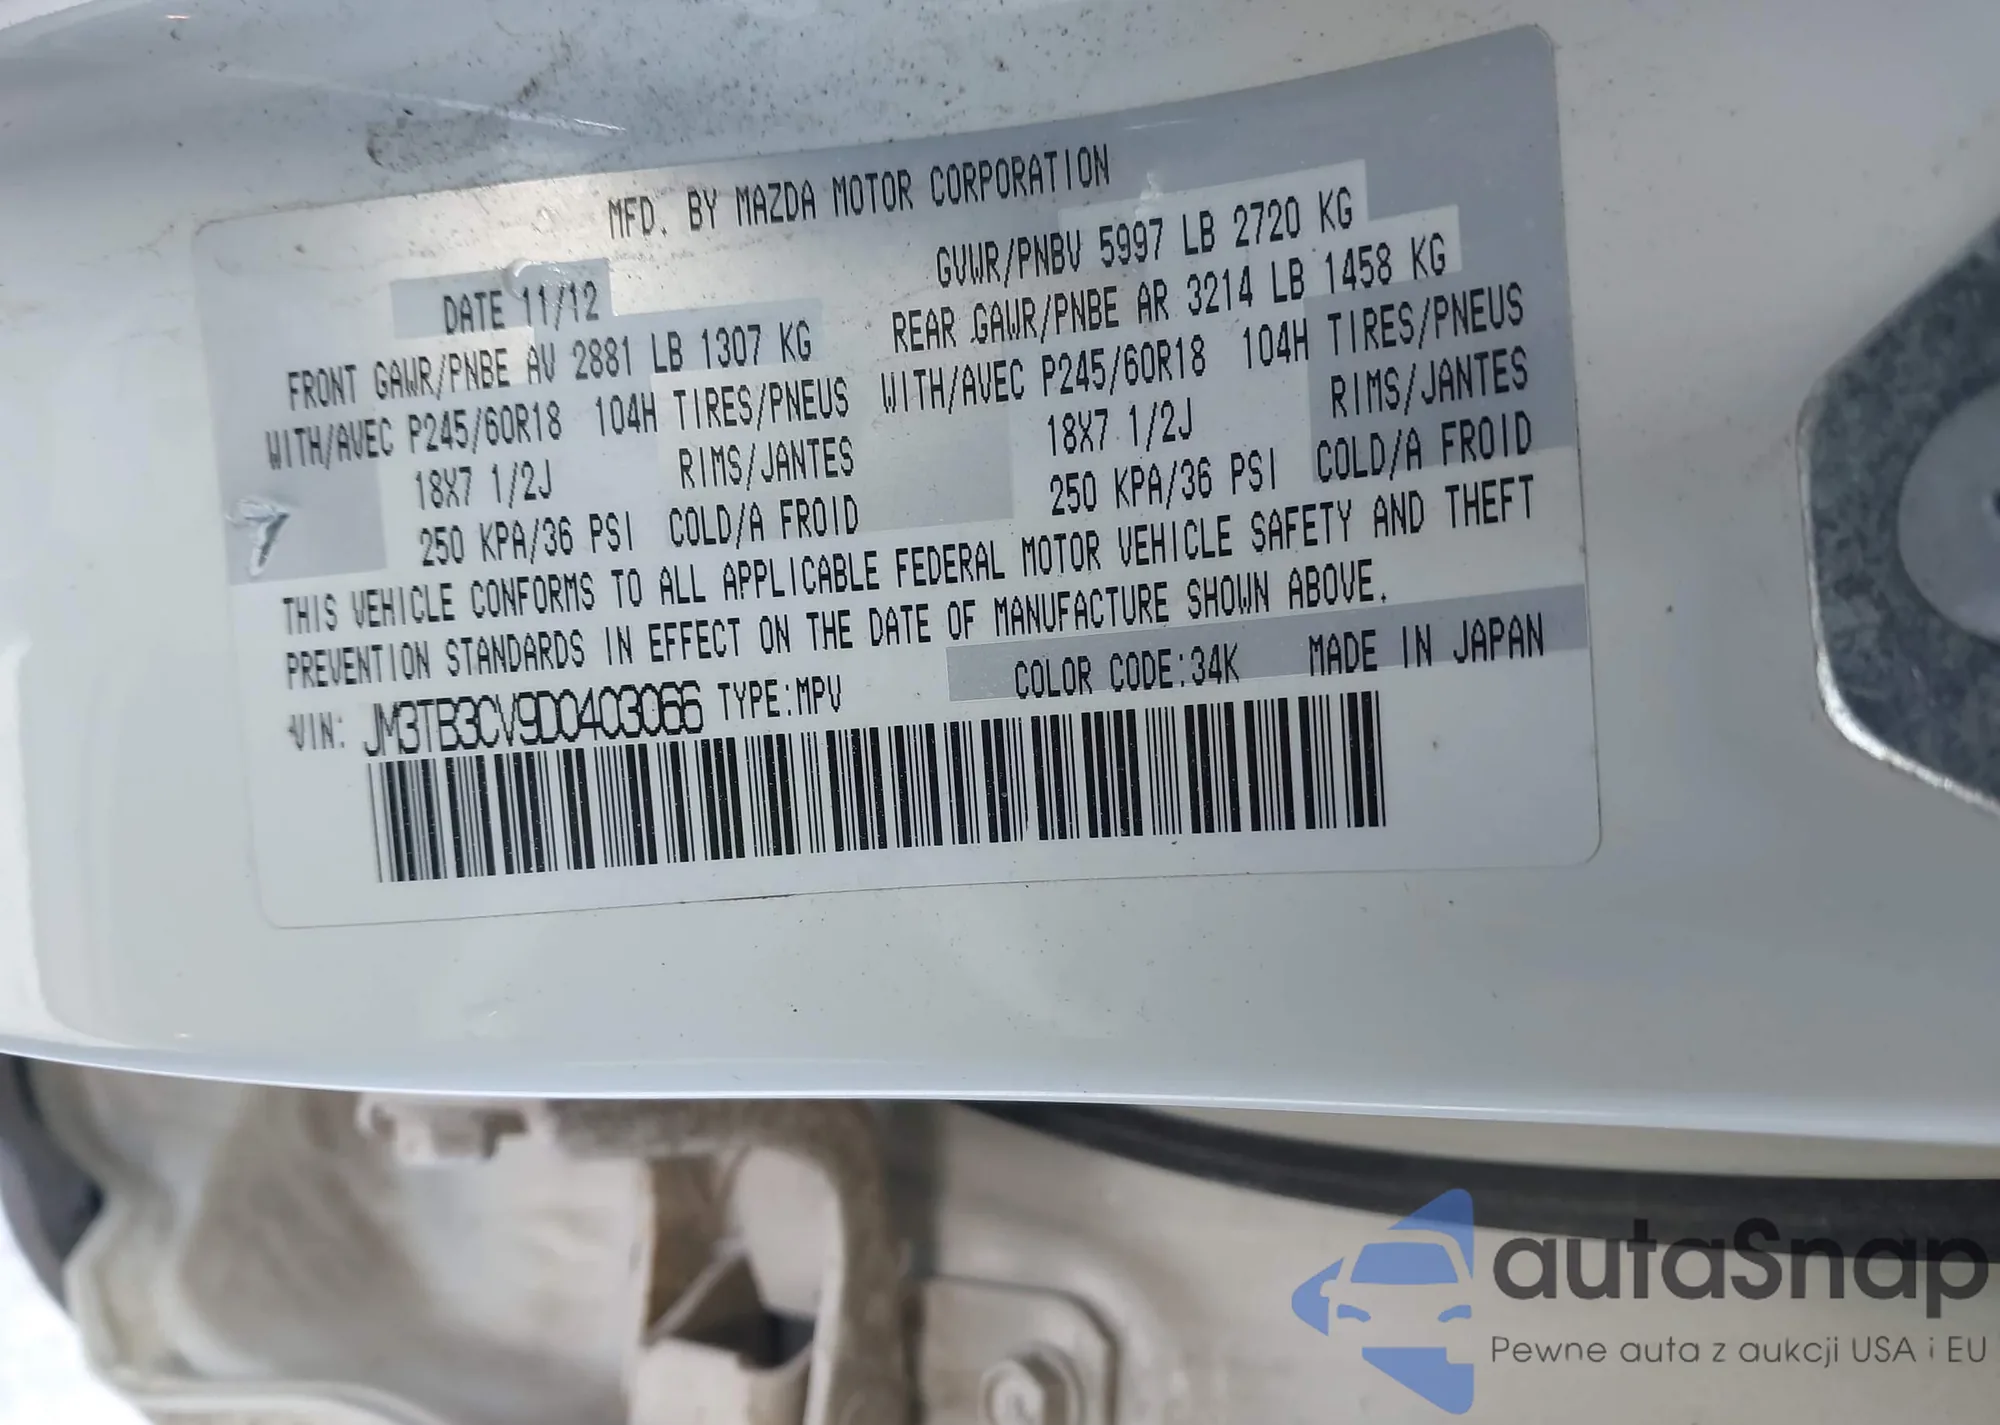 MFD. BY MAZDA MOTOR CORPORATION
DATE 11/12 GVWR/PNBV 5997 LB 2720 KG
FRONT GAWR/PNBE AV 2881 LB 1307 KG REAR GAWR/PNBE AR 3214 LB 1458 KG
WITH/AVEC P245/60R18 104H TIRES/PNEUS WITH/AVEC P245/60R18 104H TIRES/PNEUS
18X7 1/2J RIMS/JANTES 18X7 1/2J RIMS/JANTES
250 KPA/36 PSI COLD/A FROID 250 KPA/36 PSI COLD/A FROID
THIS VEHICLE CONFORMS TO ALL APPLICABLE FEDERAL MOTOR VEHICLE SAFETY AND THEFT
PREVENTION STANDARDS IN EFFECT ON THE DATE OF MANUFACTURE SHOWN ABOVE.
VIN: JM3TB3CV9D0403066 TYPE:MPV COLOR CODE:34K MADE IN JAPAN
autaSnap
Pewne auta z aukcji USA i EU